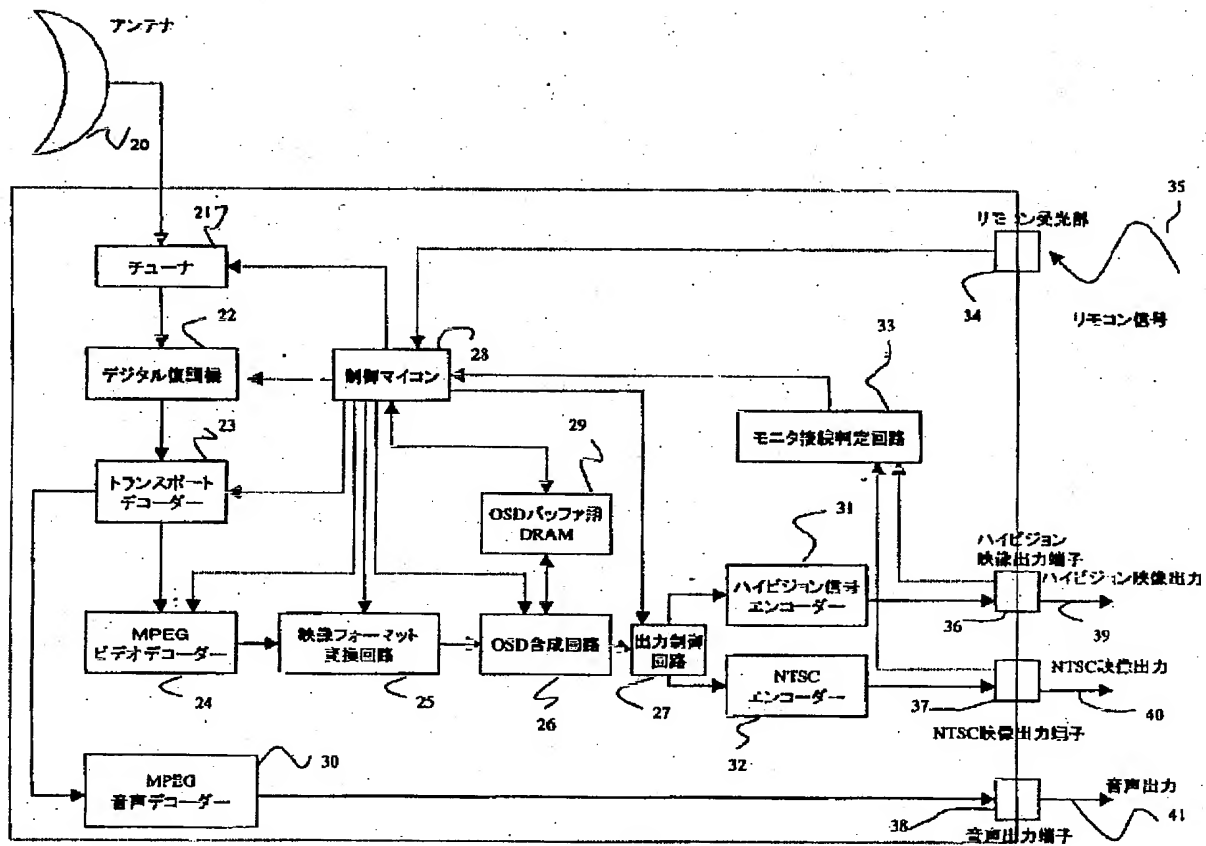 アンテナ
20
21
チューナ
22
デジタル復調機
23
トランスポート
デコーダー
28
制御マイコン
リモコン受光部
34
35
リモコン信号
33
モニタ接続判定回路
29
OSDバッファ用
DRAM
31
ハイビジョン信号
エンコーダー
ハイビジョン
映像出力端子
ハイビジョン映像出力
36
39
MPEG
ビデオデコーダー
24
映像フォーマット
変換回路
25
OSD合成回路
26
出力制御
回路
27
NTSC
エンコーダー
32
37
NTSC映像出力
40
NTSC映像出力端子
30
MPEG
音声デコーダー
38
音声出力端子
音声出力
41